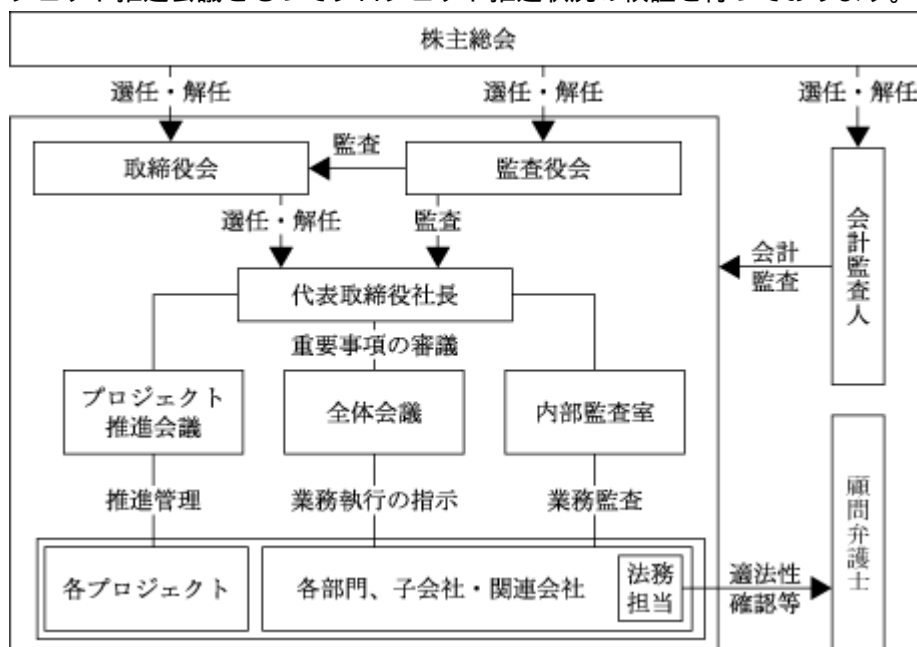 株主総会
選任・解任
選任・解任
選任・解任
取締役会
監査
監査役会
選任・解任
監査
会計監査人
会計
監査
代表取締役社長
重要事項の審議
プロジェクト
推進会議
全体会議
内部監査室
推進管理
業務執行の指示
業務監査
顧問弁護士
各プロジェクト
各部門、子会社・関連会社
法務
担当
適法性
確認等